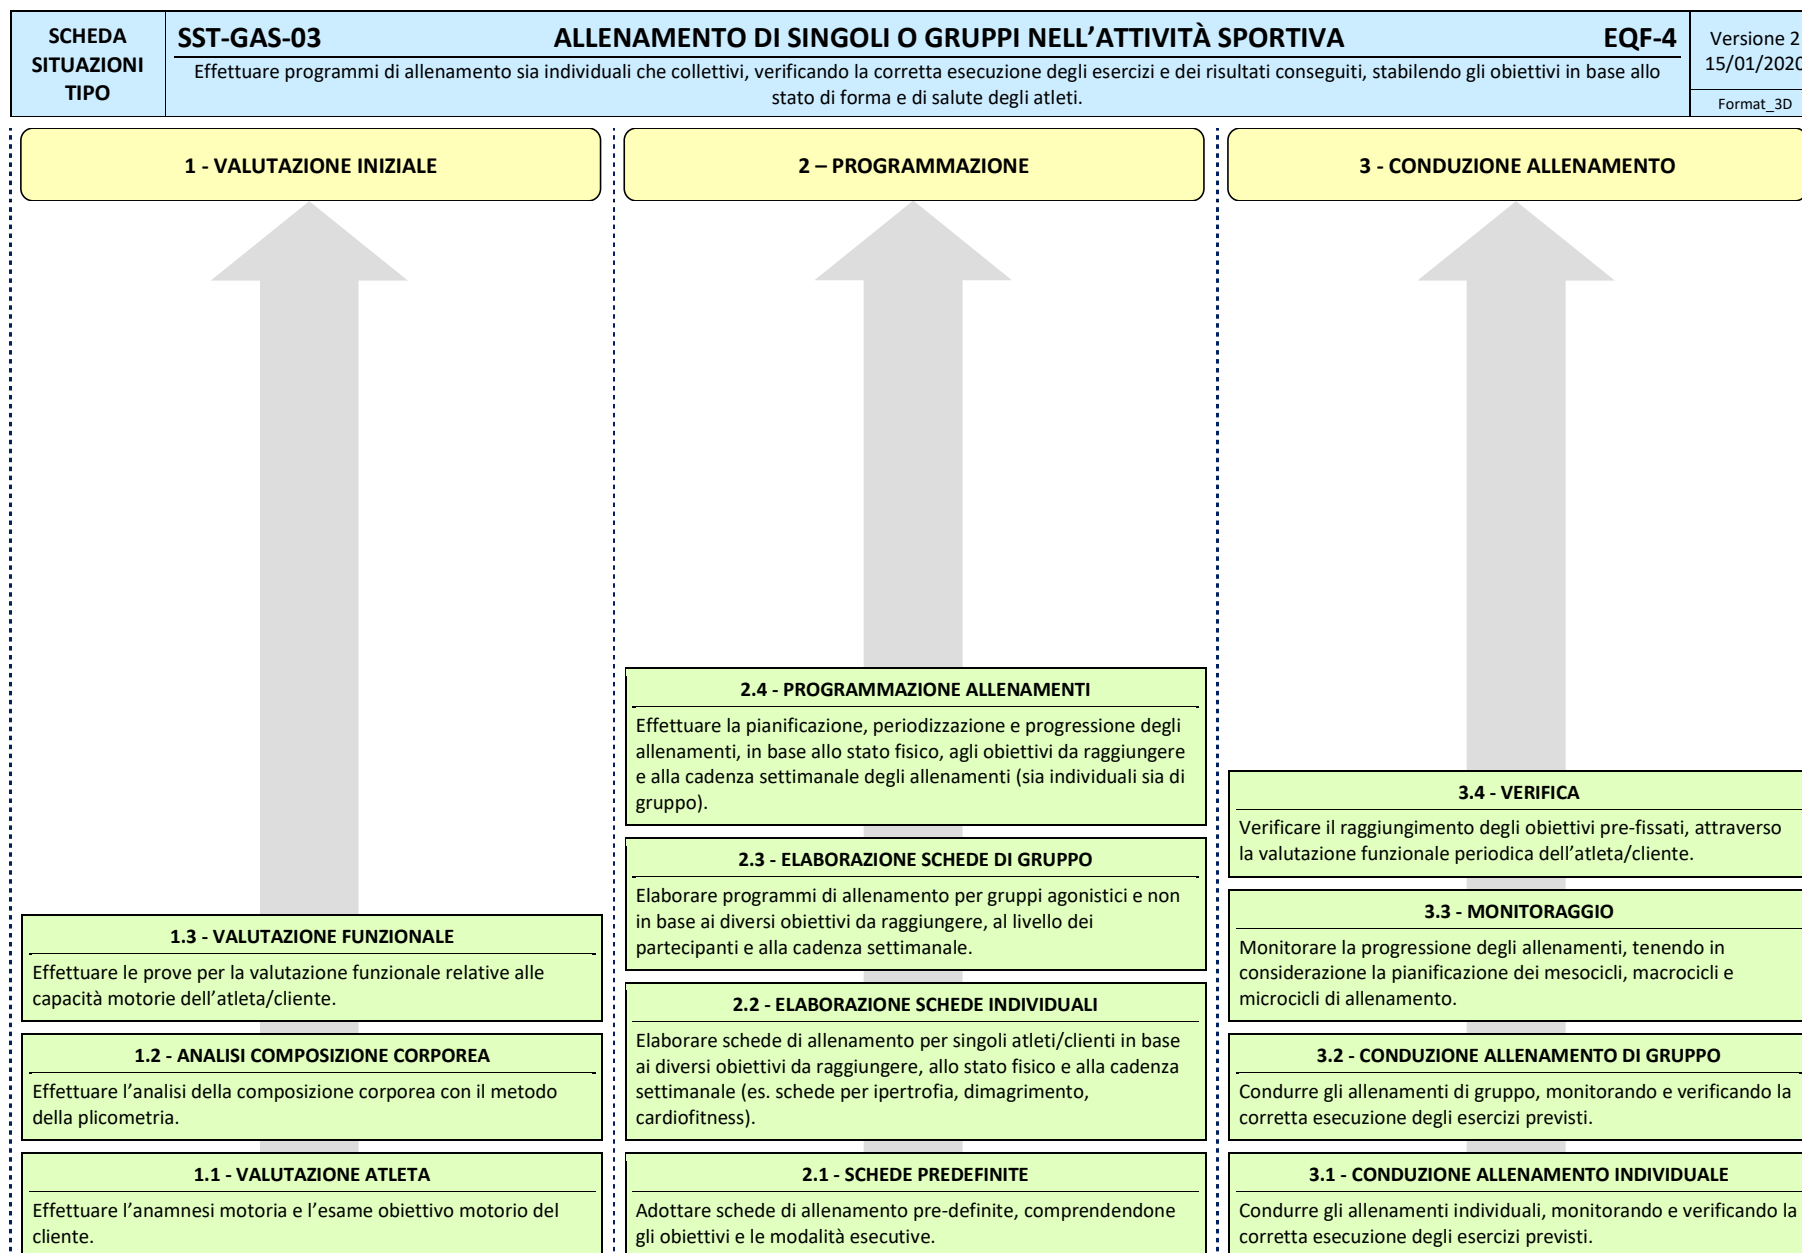 SCHEDA
SITUAZIONI
TIPO
SST-GAS-03 ALLENAMENTO DI SINGOLI O GRUPPI NELL’ATTIVITÀ SPORTIVA EQF-4
Effettuare programmi di allenamento sia individuali che collettivi, verificando la corretta esecuzione degli esercizi e dei risultati conseguiti, stabilendo gli obiettivi in base allo
stato di forma e di salute degli atleti.
Versione 2
15/01/2020
Format_3D
1 - VALUTAZIONE INIZIALE
1.3 - VALUTAZIONE FUNZIONALE
Effettuare le prove per la valutazione funzionale relative alle
capacità motorie dell’atleta/cliente.
1.2 - ANALISI COMPOSIZIONE CORPOREA
Effettuare l’analisi della composizione corporea con il metodo
della plicometria.
1.1 - VALUTAZIONE ATLETA
Effettuare l’anamnesi motoria e l’esame obiettivo motorio del
cliente.
2 – PROGRAMMAZIONE
2.4 - PROGRAMMAZIONE ALLENAMENTI
Effettuare la pianificazione, periodizzazione e progressione degli
allenamenti, in base allo stato fisico, agli obiettivi da raggiungere
e alla cadenza settimanale degli allenamenti (sia individuali sia di
gruppo).
2.3 - ELABORAZIONE SCHEDE DI GRUPPO
Elaborare programmi di allenamento per gruppi agonistici e non
in base ai diversi obiettivi da raggiungere, al livello dei
partecipanti e alla cadenza settimanale.
2.2 - ELABORAZIONE SCHEDE INDIVIDUALI
Elaborare schede di allenamento per singoli atleti/clienti in base
ai diversi obiettivi da raggiungere, allo stato fisico e alla cadenza
settimanale (es. schede per ipertrofia, dimagrimento,
cardiofitness).
2.1 - SCHEDE PREDEFINITE
Adottare schede di allenamento pre-definite, comprendendone
gli obiettivi e le modalità esecutive.
3 - CONDUZIONE ALLENAMENTO
3.4 - VERIFICA
Verificare il raggiungimento degli obiettivi pre-fissati, attraverso
la valutazione funzionale periodica dell’atleta/cliente.
3.3 - MONITORAGGIO
Monitorare la progressione degli allenamenti, tenendo in
considerazione la pianificazione dei mesocicli, macrocicli e
microcicli di allenamento.
3.2 - CONDUZIONE ALLENAMENTO DI GRUPPO
Condurre gli allenamenti di gruppo, monitorando e verificando la
corretta esecuzione degli esercizi previsti.
3.1 - CONDUZIONE ALLENAMENTO INDIVIDUALE
Condurre gli allenamenti individuali, monitorando e verificando la
corretta esecuzione degli esercizi previsti.